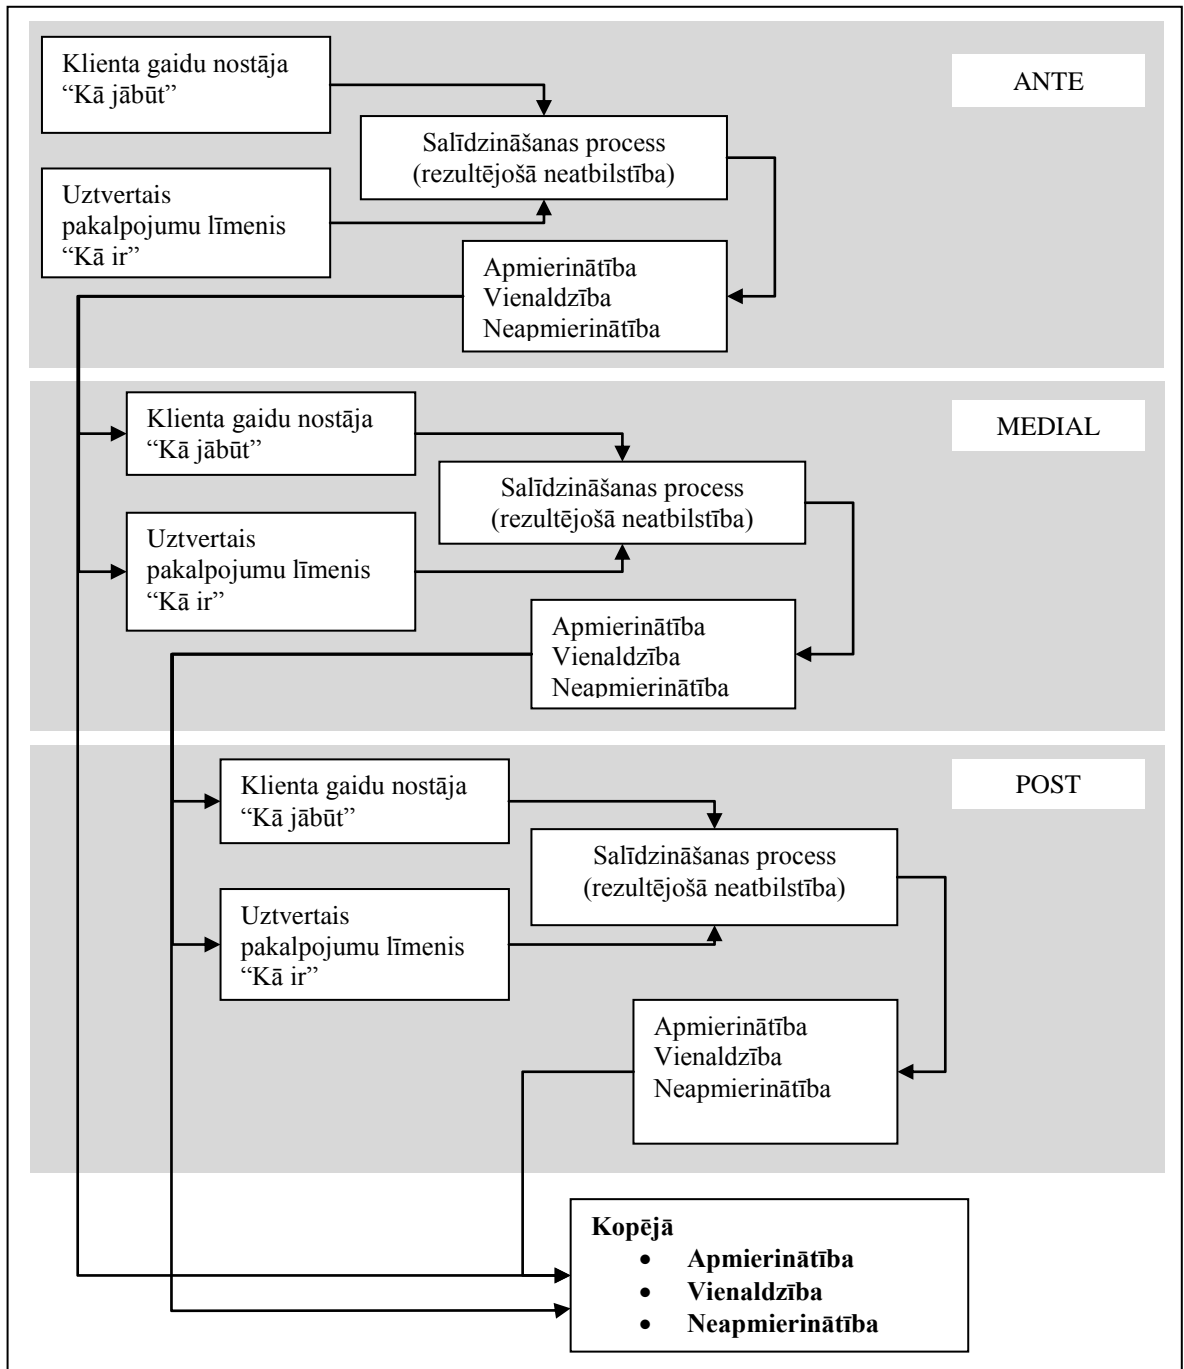 Klienta gaidu nostāja
“Kā jābūt”
ANTE
Salīdzināšanas process
(rezultējošā neatbilstība)
Uztvertais
pakalpojumu līmenis
“Kā ir”
Apmierinātība
Vienaldzība
Neapmierinātība
Klienta gaidu nostāja
“Kā jābūt”
MEDIAL
Salīdzināšanas process
(rezultējošā neatbilstība)
Uztvertais
pakalpojumu līmenis
“Kā ir”
Apmierinātība
Vienaldzība
Neapmierinātība
Klienta gaidu nostāja
“Kā jābūt”
POST
Salīdzināšanas process
(rezultējošā neatbilstība)
Uztvertais
pakalpojumu līmenis
“Kā ir”
Apmierinātība
Vienaldzība
Neapmierinātība
Kopējā
• Apmierinātība
• Vienaldzība
• Neapmierinātība